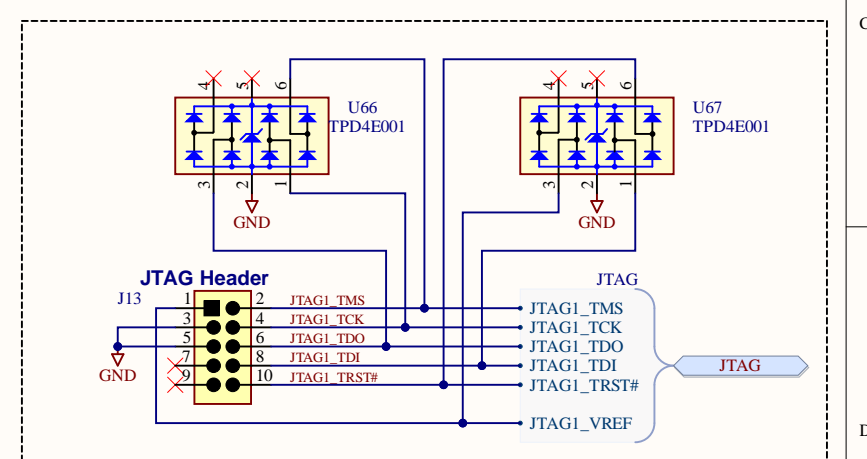 4
5
6
U66
TPD4E001
3
2
1
GND
4
5
6
U67
TPD4E001
3
2
1
GND
JTAG Header
J13
1
2
JTAG1_TMS
3
4
JTAG1_TCK
5
6
JTAG1_TDO
7
8
JTAG1_TDI
9
10
JTAG1_TRST#
GND
JTAG
JTAG1_TMS
JTAG1_TCK
JTAG1_TDO
JTAG1_TDI
JTAG1_TRST#
JTAG1_VREF
JTAG
D